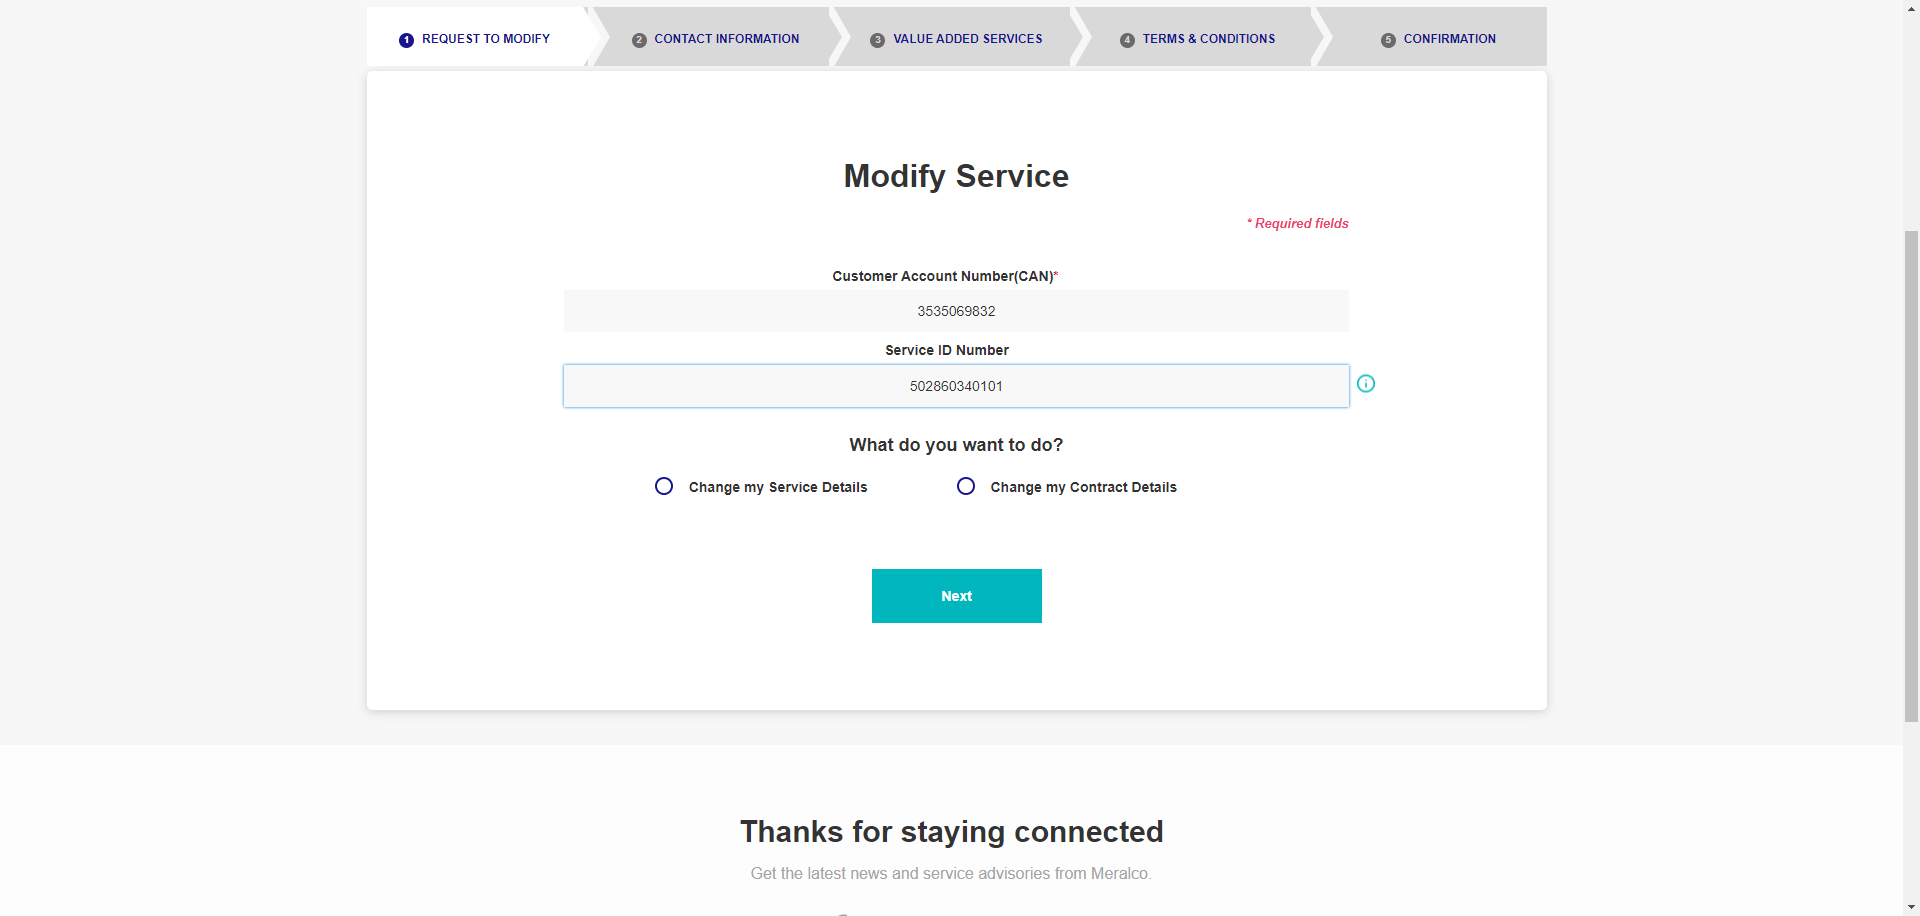 1 REQUEST TO MODIFY
2 CONTACT INFORMATION
3 VALUE ADDED SERVICES
4 TERMS & CONDITIONS
5 CONFIRMATION
Modify Service
* Required fields
Customer Account Number(CAN)*
3535069832
Service ID Number
502860340101
What do you want to do?
Change my Service Details
Change my Contract Details
Next
Thanks for staying connected
Get the latest news and service advisories from Meralco.